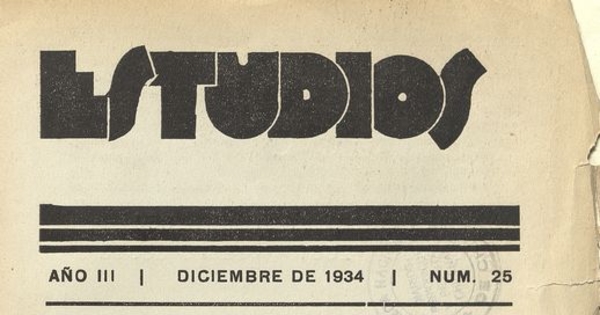 ESTUDIOS
AÑO III | DICIEMBRE DE 1934 | NUM. 25